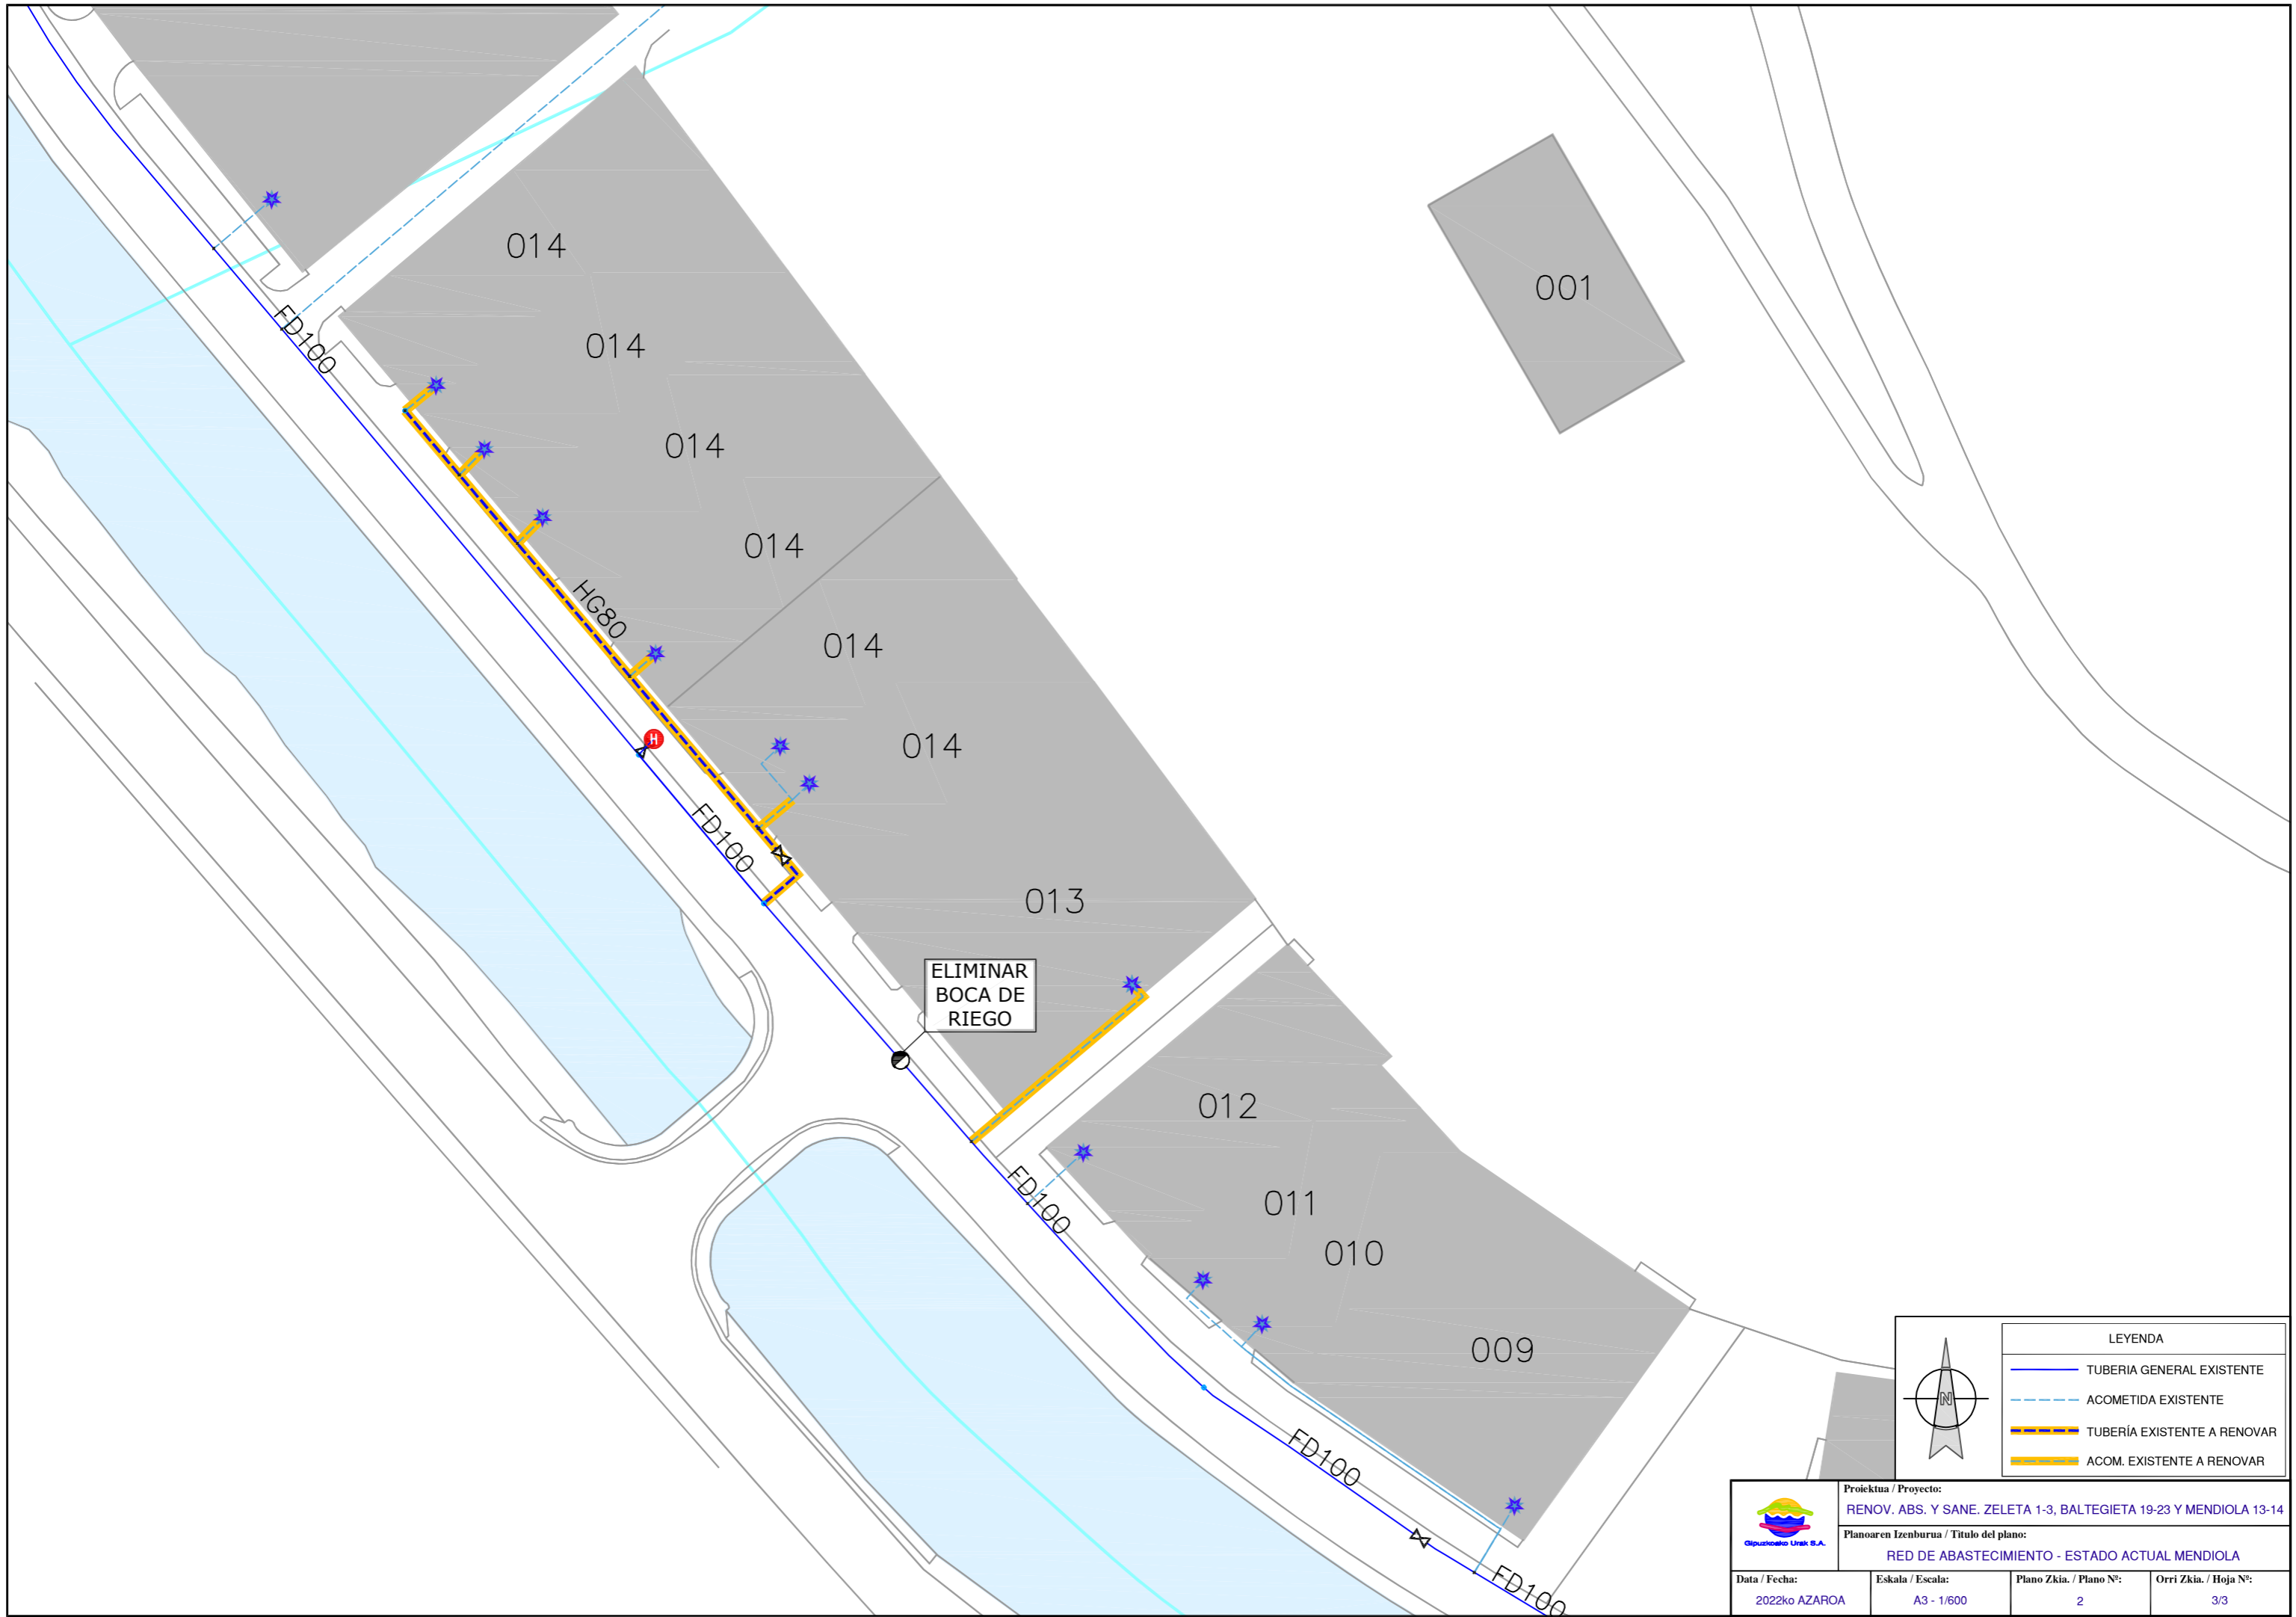 014
001
FD100
014
014
014
HG80
014
014
H
FD100
013
ELIMINAR
BOCA DE
RIEGO
012
FD100
011
010
009
FD100
FD100
LEYENDA
N
TUBERIA GENERAL EXISTENTE
ACOMETIDA EXISTENTE
TUBERÍA EXISTENTE A RENOVAR
ACOM. EXISTENTE A RENOVAR
Gipuzkoako Urak S.A.
Proiektua / Proyecto:
RENOV. ABS. Y SANE. ZELETA 1-3, BALTEGIETA 19-23 Y MENDIOLA 13-14
Planoaren Izenburua / Titulo del plano:
RED DE ABASTECIMIENTO - ESTADO ACTUAL MENDIOLA
Data / Fecha:
2022ko AZAROA
Eskala / Escala:
A3 - 1/600
Plano Zkia. / Plano Nº:
2
Orri Zkia. / Hoja Nº:
3/3